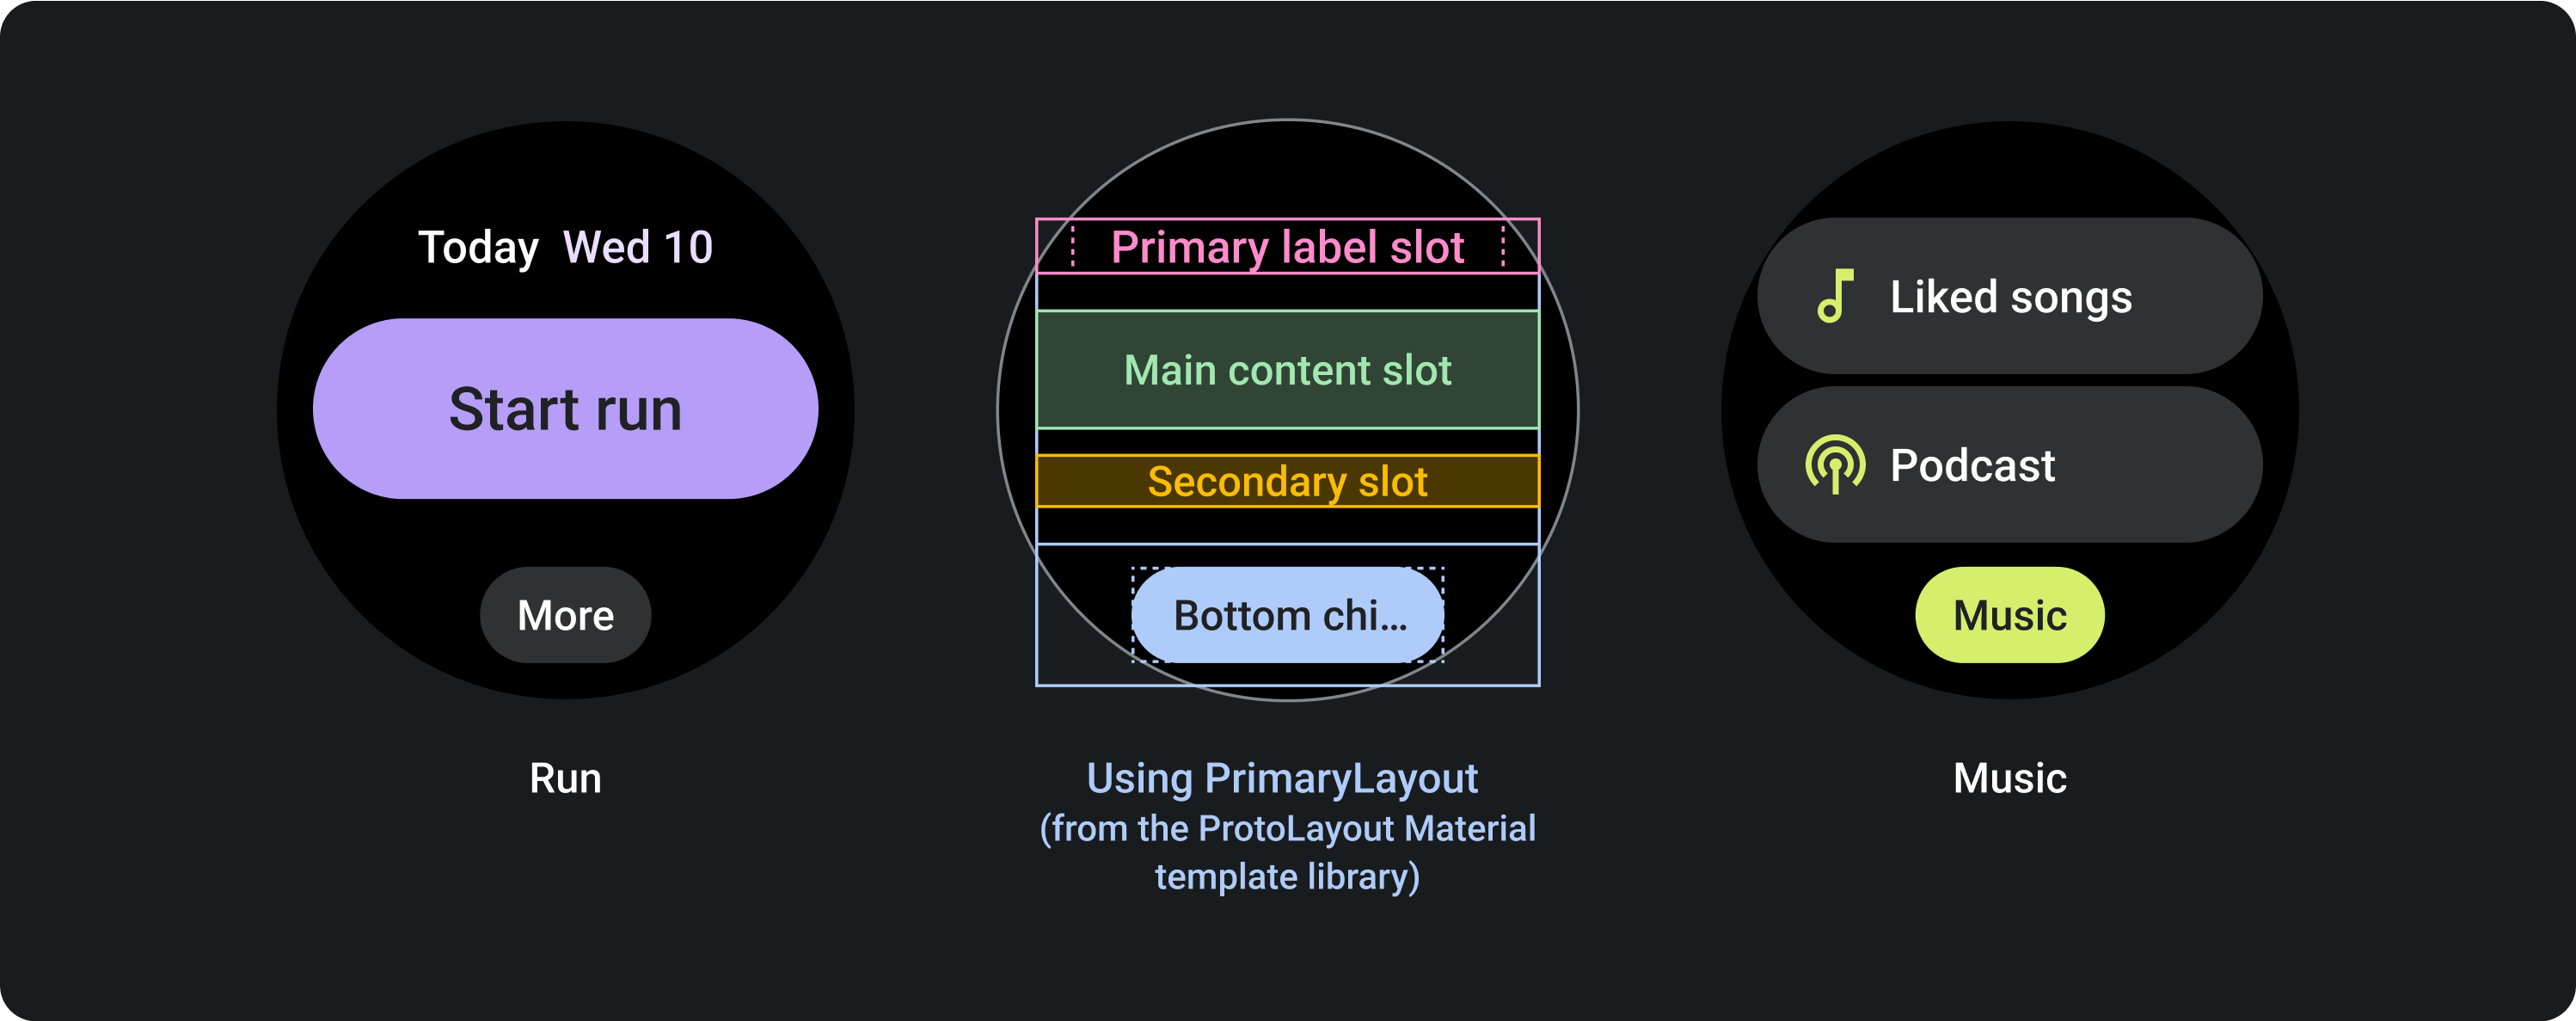 Today Wed 10
Start run
More
Run
Primary label slot
Main content slot
Secondary slot
Bottom chi...
Using PrimaryLayout
(from the ProtoLayout Material
template library)
Liked songs
Podcast
Music
Music